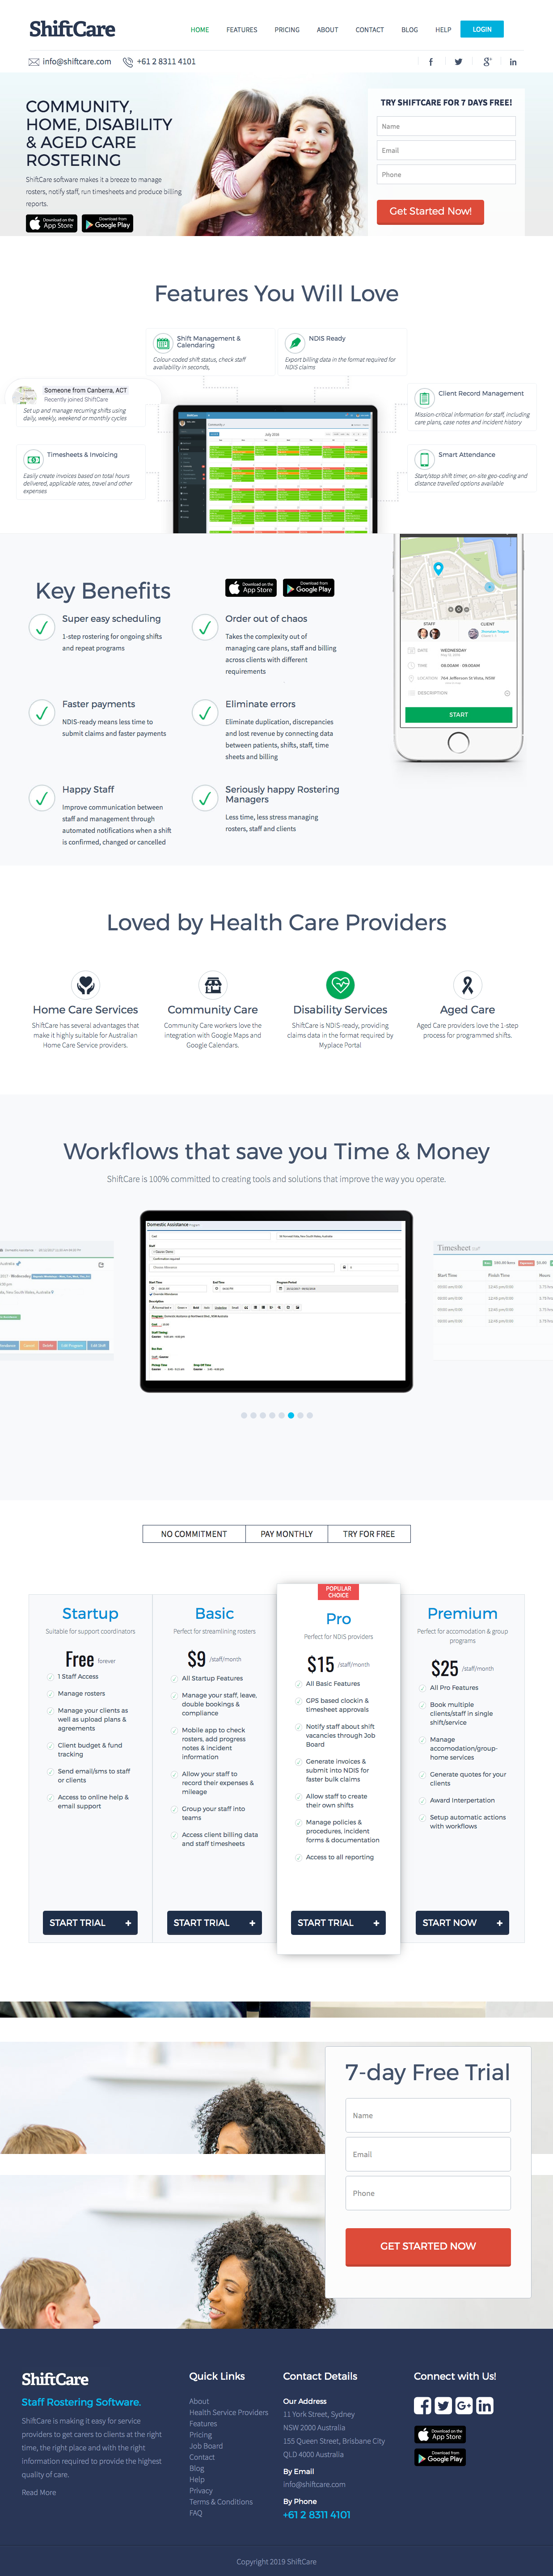 ShiftCare
HOME FEATURES PRICING ABOUT CONTACT BLOG HELP LOGIN
info@shiftcare.com +61 2 8311 4101
COMMUNITY,
HOME, DISABILITY
& AGED CARE
ROSTERING
ShiftCare software makes it a breeze to manage
rosters, notify staff, run timesheets and produce billing
reports.
Download on the
App Store
Download from
Google Play
TRY SHIFTCARE FOR 7 DAYS FREE!
Name
Email
Phone
Get Started Now!
Features You Will Love
Shift Management &
Calendaring
Colour-coded shift status, check staff
availability in seconds,
NDIS Ready
Export billing data in the format required for
NDIS claims
Someone from Canberra, ACT
Recently joined ShiftCare
Set up and manage recurring shifts using
daily, weekly, weekend or monthly cycles
Client Record Management
Mission-critical information for staff, including
care plans, case notes and incident history
Timesheets & Invoicing
Easily create invoices based on total hours
delivered, applicable rates, travel and other
expenses
Smart Attendance
Start/stop shift timer, on-site geo-coding and
distance travelled options available
July 2018
Key Benefits
Download on the
App Store
Download from
Google Play
Super easy scheduling
1-step rostering for ongoing shifts
and repeat programs
Order out of chaos
Takes the complexity out of
managing care plans, staff and billing
across clients with different
requirements
Faster payments
NDIS-ready means less time to
submit claims and faster payments
Eliminate errors
Eliminate duplication, discrepancies
and lost revenue by connecting data
between patients, shifts, staff, time
sheets and billing
Happy Staff
Improve communication between
staff and management through
automated notifications when a shift
is confirmed, changed or cancelled
Seriously happy Rostering
Managers
Less time, less stress managing
rosters, staff and clients
STAFF CLIENT
DATE WEDNESDAY
TIME 08:00AM - 09:00AM
LOCATION 764 Jefferson St Wata, NSW
DESCRIPTION
START
Loved by Health Care Providers
Home Care Services
ShiftCare has several advantages that
make it highly suitable for Australian
Home Care Service providers.
Community Care
Community Care workers love the
integration with Google Maps and
Google Calendars.
Disability Services
ShiftCare is NDIS-ready, providing
claims data in the format required by
Myplace Portal
Aged Care
Aged Care providers love the 1-step
process for programmed shifts.
Workflows that save you Time & Money
ShiftCare is 100% committed to creating tools and solutions that improve the way you operate.
Domestic Assistance Program
Timesheet
Start Time Finish Time Hours
NO COMMITMENT PAY MONTHLY TRY FOR FREE
Startup
Suitable for support coordinators
Free forever
1 Staff Access
Manage rosters
Manage your clients as
well as upload plans &
agreements
Client budget & fund
tracking
Send email/sms to staff
or clients
Access to online help &
email support
START TRIAL +
Basic
Perfect for streamlining rosters
$9 /staff/month
All Startup Features
Manage your staff, leave,
double bookings &
compliance
Mobile app to check
rosters, add progress
notes & incident
information
Allow your staff to
record their expenses &
mileage
Group your staff into
teams
Access client billing data
and staff timesheets
START TRIAL +
POPULAR
CHOICE
Pro
Perfect for NDIS providers
$15 /staff/month
All Basic Features
GPS based clockin &
timesheet approvals
Notify staff about shift
vacancies through Job
Board
Generate invoices &
submit into NDIS for
faster bulk claims
Allow staff to create
their own shifts
Manage policies &
procedures, incident
forms & documentation
Access to all reporting
START TRIAL +
Premium
Perfect for accomodation & group
programs
$25 /staff/month
All Pro Features
Book multiple
clients/staff in single
shift/service
Manage
accomodation/group-
home services
Generate quotes for your
clients
Award Interpertation
Setup automatic actions
with workflows
START NOW +
7-day Free Trial
Name
Email
Phone
GET STARTED NOW
ShiftCare
Staff Rostering Software.
ShiftCare is making it easy for service
providers to get carers to clients at the right
time, the right place and with the right
information required to provide the highest
quality of care.
Read More
Quick Links
About
Health Service Providers
Features
Pricing
Job Board
Contact
Blog
Help
Privacy
Terms & Conditions
FAQ
Contact Details
Our Address
11 York Street, Sydney
NSW 2000 Australia
155 Queen Street, Brisbane City
QLD 4000 Australia
By Email
info@shiftcare.com
By Phone
+61 2 8311 4101
Connect with Us!
Download on the
App Store
Download from
Google Play
Copyright 2019 ShiftCare